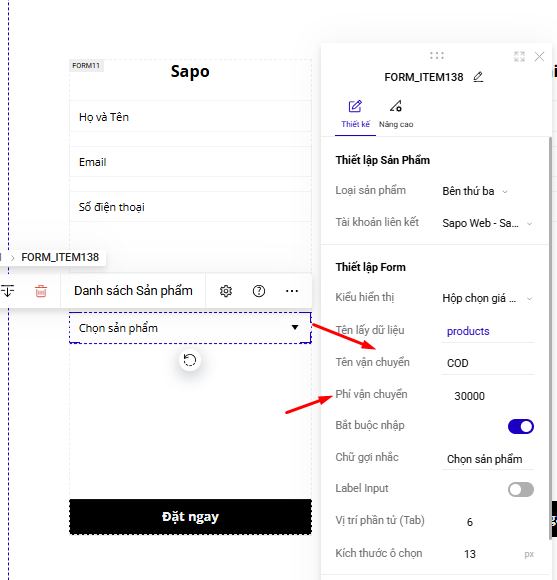 FORM11
Sapo
Họ và Tên
Email
Số điện thoại
FORM_ITEM138
Danh sách Sản phẩm
Chọn sản phẩm
Đặt ngay
FORM_ITEM138
Thiết kế
Nâng cao
Thiết lập Sản Phẩm
Loại sản phẩm Bên thứ ba
Tài khoản liên kết Sapo Web - Sa...
Thiết lập Form
Kiểu hiển thị Hộp chọn giá ...
Tên lấy dữ liệu products
Tên vận chuyển COD
Phí vận chuyển 30000
Bắt buộc nhập
Chữ gợi nhắc Chọn sản phẩm
Label Input
Vị trí phần tử (Tab) 6
Kích thước ô chọn 13 px